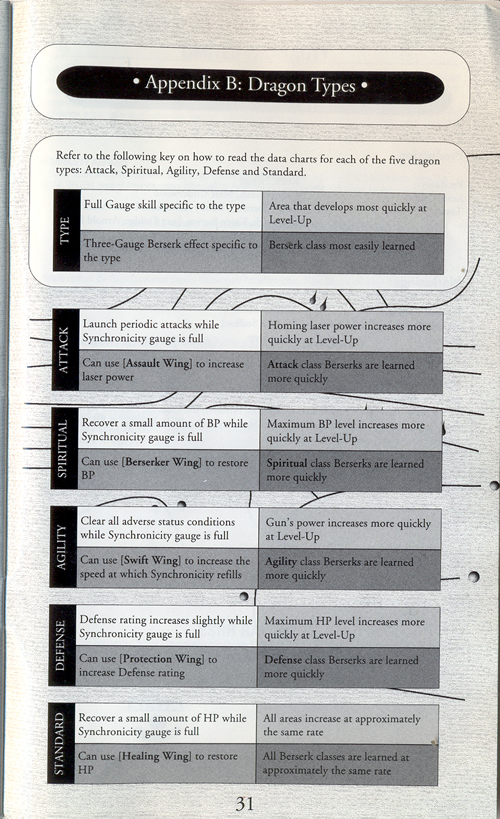 • Appendix B: Dragon Types •
Refer to the following key on how to read the data charts for each of the five dragon
types: Attack, Spiritual, Agility, Defense and Standard.
TYPE
Full Gauge skill specific to the type
Area that develops most quickly at
Level-Up
Three-Gauge Berserk effect specific to
the type
Berserk class most easily learned
ATTACK
Launch periodic attacks while
Synchronicity gauge is full
Homing laser power increases more
quickly at Level-Up
Can use [Assault Wing] to increase
laser power
Attack class Berserks are learned
more quickly
SPIRITUAL
Recover a small amount of BP while
Synchronicity gauge is full
Maximum BP level increases more
quickly at Level-Up
Can use [Berserker Wing] to restore
BP
Spiritual class Berserks are learned
more quickly
AGILITY
Clear all adverse status conditions
while Synchronicity gauge is full
Gun's power increases more quickly
at Level-Up
Can use [Swift Wing] to increase the
speed at which Synchronicity refills
Agility class Berserks are learned
more quickly
DEFENSE
Defense rating increases slightly while
Synchronicity gauge is full
Maximum HP level increases more
quickly at Level-Up
Can use [Protection Wing] to
increase Defense rating
Defense class Berserks are learned
more quickly
STANDARD
Recover a small amount of HP while
Synchronicity gauge is full
All areas increase at approximately
the same rate
Can use [Healing Wing] to restore
HP
All Berserk classes are learned at
approximately the same rate
31